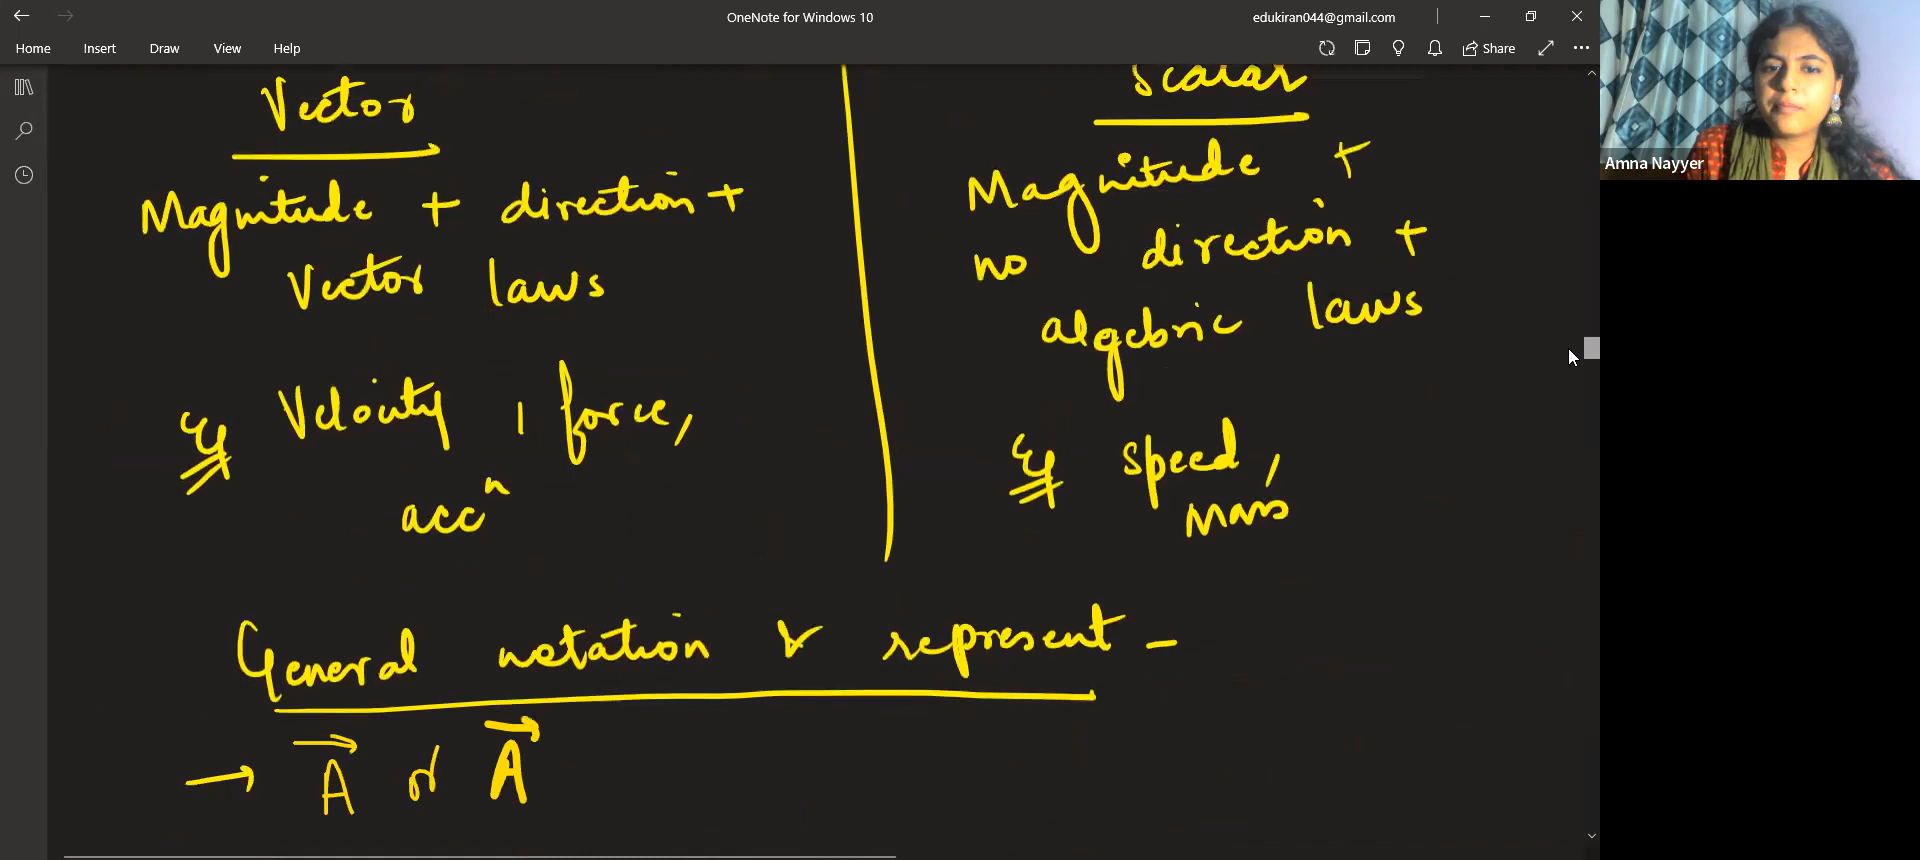 OneNote for Windows 10
edukiran044@gmail.com
Home Insert Draw View Help
Share
Amna Nayyer
Vector
Magnitude + direction +
Vector laws
Eg Velocity , force,
accⁿ
Scalar
Magnitude +
no direction +
algebric laws
Eg speed,
Mass
General notation & represent -
→ A⃗ or A⃗